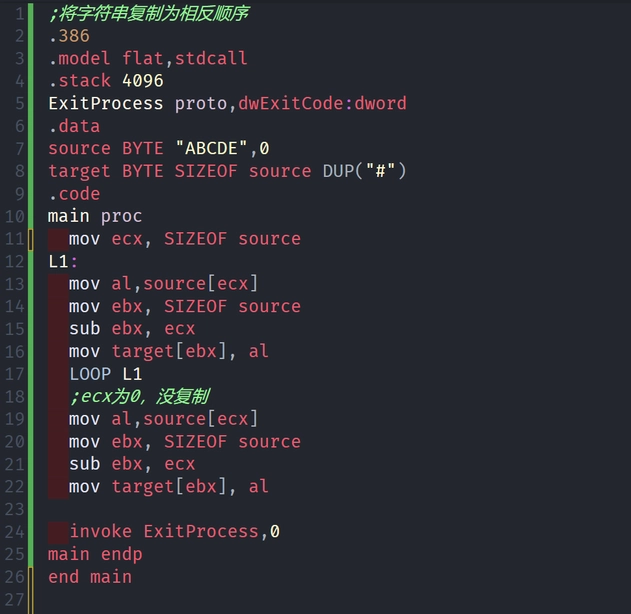 1 ;将字符串复制为相反顺序
2 .386
3 .model flat,stdcall
4 .stack 4096
5 ExitProcess proto,dwExitCode:dword
6 .data
7 source BYTE "ABCDE",0
8 target BYTE SIZEOF source DUP("#")
9 .code
10 main proc
11   mov ecx, SIZEOF source
12 L1:
13   mov al,source[ecx]
14   mov ebx, SIZEOF source
15   sub ebx, ecx
16   mov target[ebx], al
17   LOOP L1
18   ;ecx为0，没复制
19   mov al,source[ecx]
20   mov ebx, SIZEOF source
21   sub ebx, ecx
22   mov target[ebx], al
23
24   invoke ExitProcess,0
25 main endp
26 end main
27